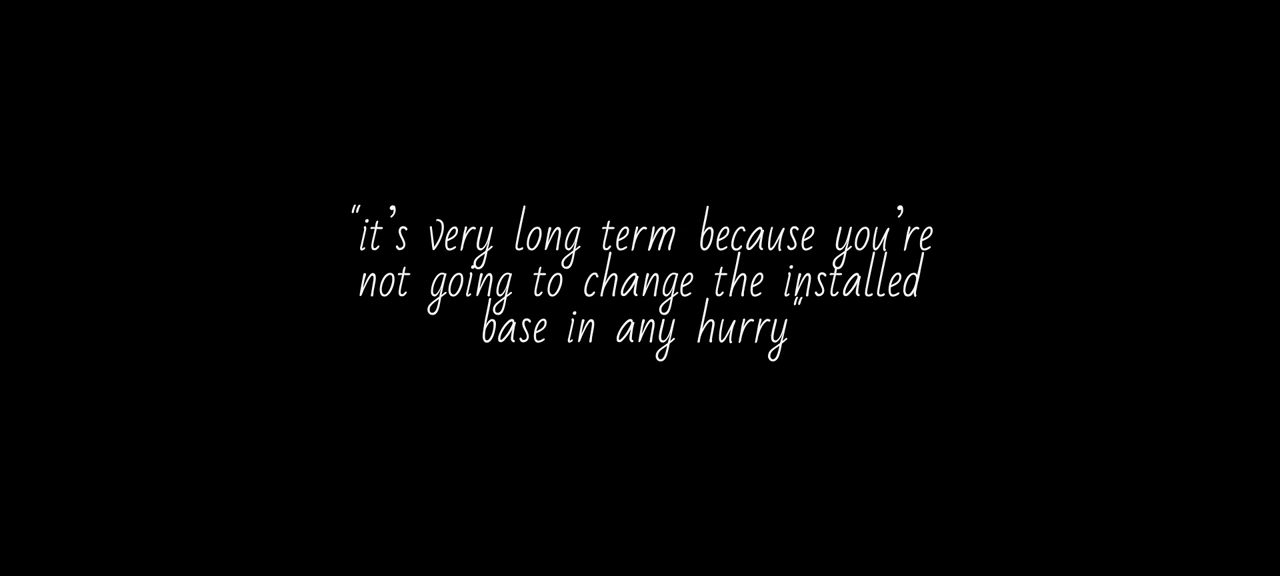 "it’s very long term because you’re
not going to change the installed
base in any hurry"